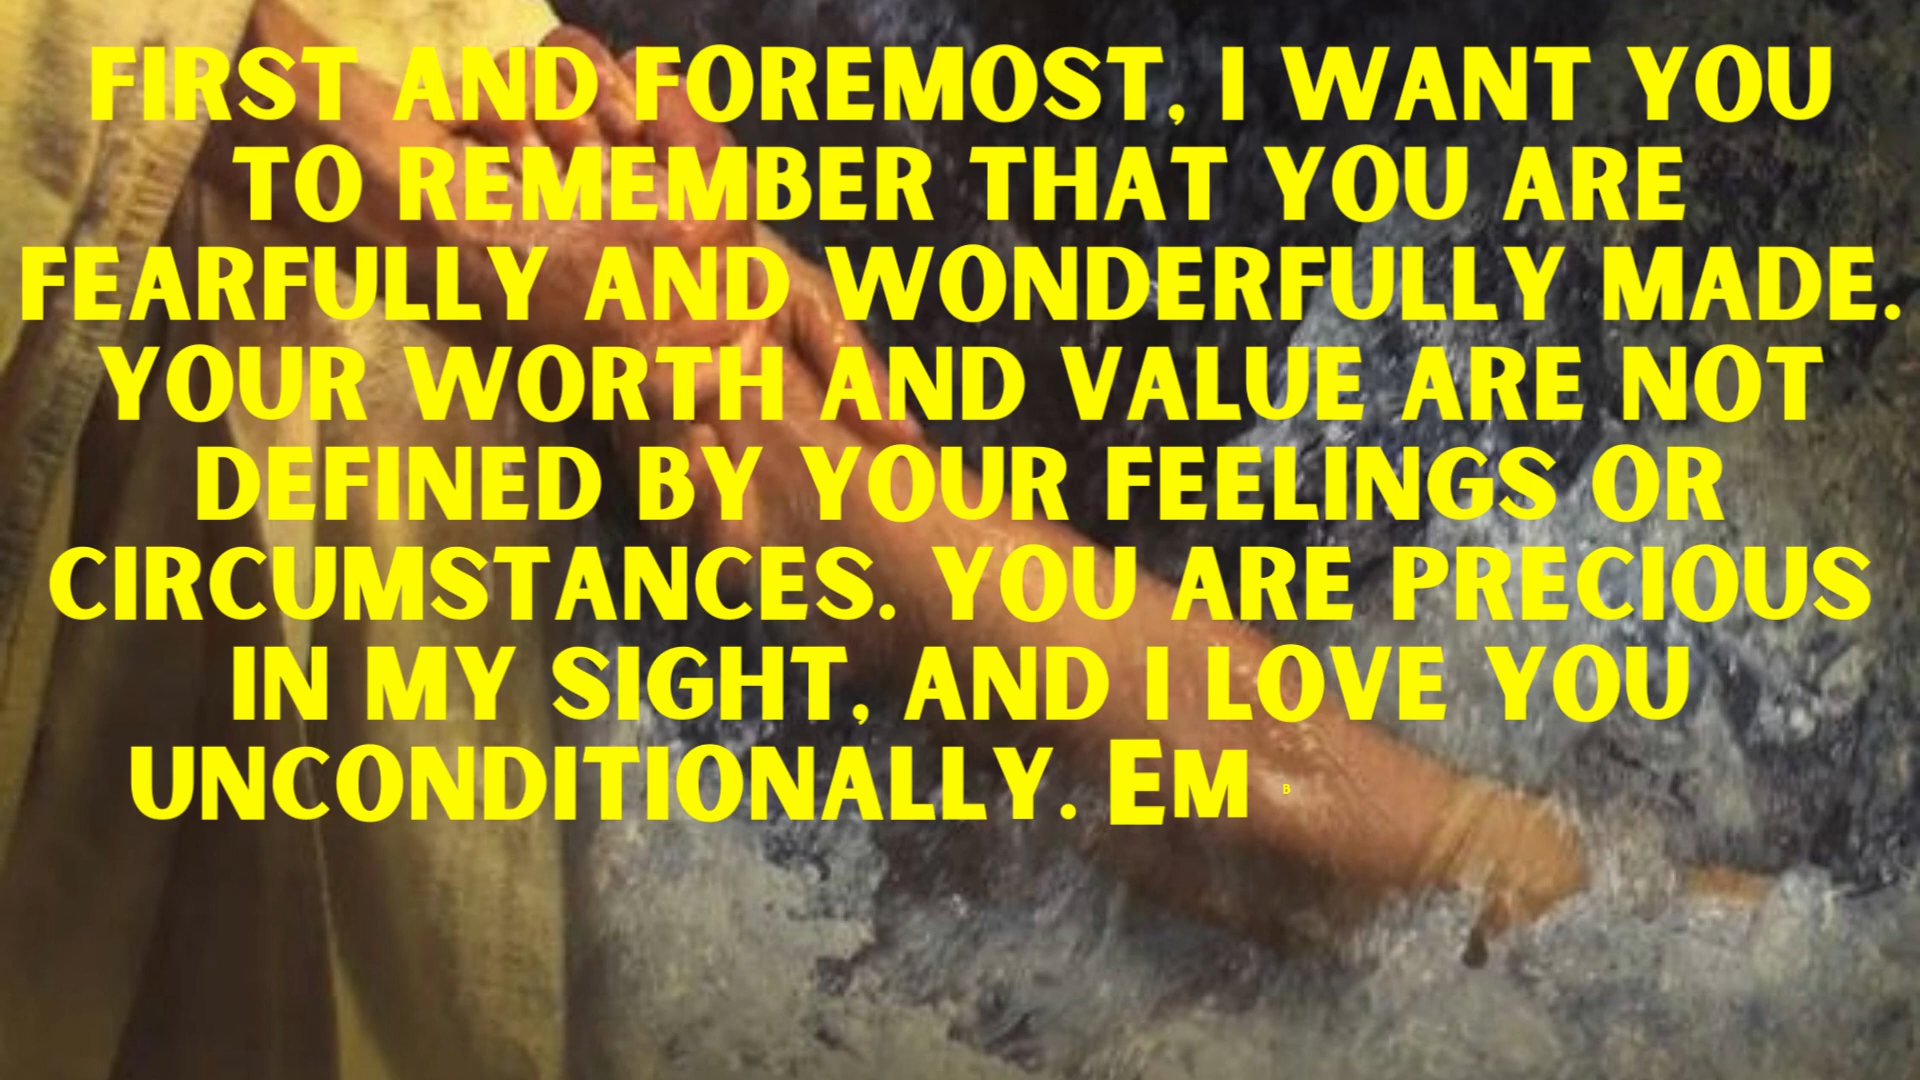 FIRST AND FOREMOST, I WANT YOU
TO REMEMBER THAT YOU ARE
FEARFULLY AND WONDERFULLY MADE.
YOUR WORTH AND VALUE ARE NOT
DEFINED BY YOUR FEELINGS OR
CIRCUMSTANCES. YOU ARE PRECIOUS
IN MY SIGHT, AND I LOVE YOU
UNCONDITIONALLY. EM B